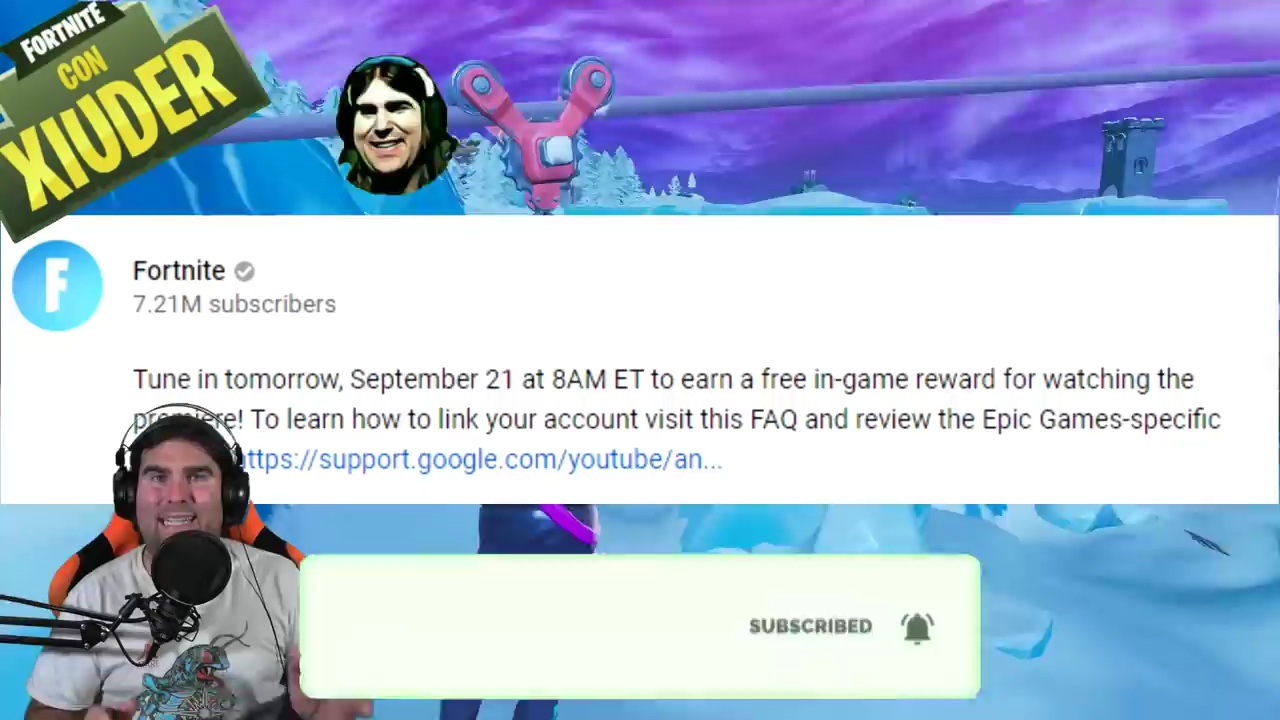 FORTNITE
CON
XIUDER
Fortnite
7.21M subscribers
Tune in tomorrow, September 21 at 8AM ET to earn a free in-game reward for watching the
premiere! To learn how to link your account visit this FAQ and review the Epic Games-specific
https://support.google.com/youtube/an...
SUBSCRIBED